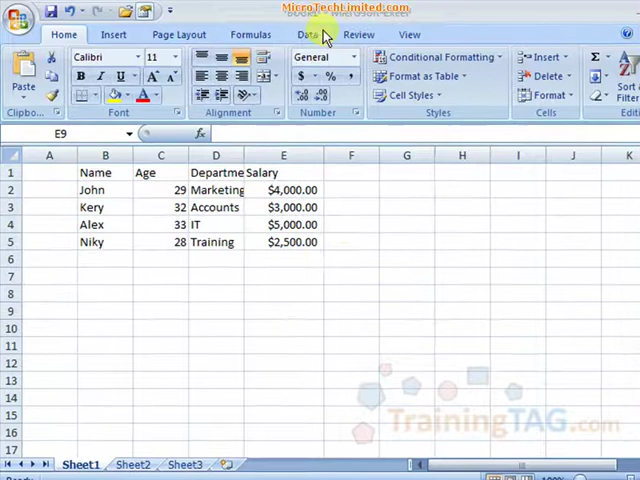 MicroTechLimited.com
Home Insert Page Layout Formulas Data Review View
Paste
Calibri 11
B I U
General
$ % ,
Conditional Formatting
Format as Table
Cell Styles
Insert
Delete
Format
Σ
Sort
Clipboard Font Alignment Number Styles Cells
E9 fx
A B C D E F G H I J K
1 Name Age Departme Salary
2 John 29 Marketing $4,000.00
3 Kery 32 Accounts $3,000.00
4 Alex 33 IT $5,000.00
5 Niky 28 Training $2,500.00
6
7
8
9
10
11
12
13
14
15
16
17
TrainingTAG.com
Sheet1 Sheet2 Sheet3
100%